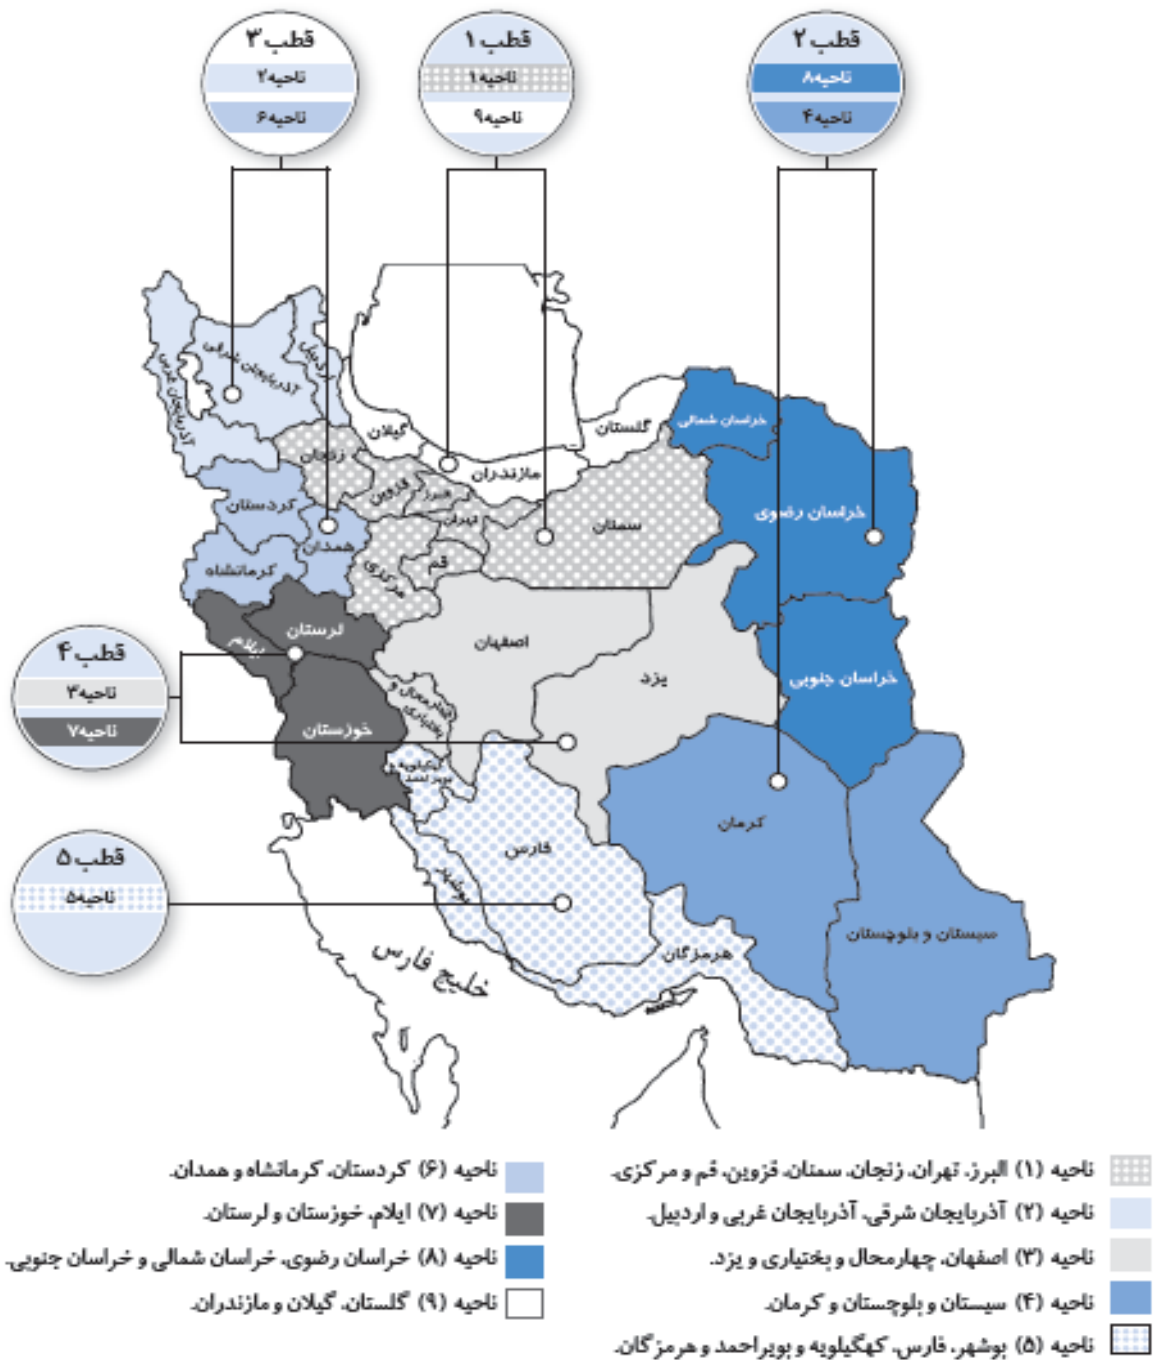 قطب ۳
ناحیه۲
ناحیه۶
قطب ۱
ناحیه۱
ناحیه۹
قطب ۲
ناحیه۸
ناحیه۴
آذربایجان غربی
آذربایجان شرقی
اردبیل
گیلان
مازندران
گلستان
خراسان شمالی
زنجان
قزوین
البرز
تهران
سمنان
خراسان رضوی
کردستان
همدان
کرمانشاه
مرکزی
قم
ایلام
لرستان
اصفهان
یزد
خراسان جنوبی
قطب ۴
ناحیه۳
ناحیه۷
خوزستان
چهارمحال و
بختیاری
کهگیلویه و
بویراحمد
کرمان
فارس
بوشهر
قطب ۵
ناحیه۵
سیستان و بلوچستان
هرمزگان
خلیج فارس
ناحیه (۱) البرز، تهران، زنجان، سمنان، قزوین، قم و مرکزی.
ناحیه (۲) آذربایجان شرقی، آذربایجان غربی و اردبیل.
ناحیه (۳) اصفهان، چهارمحال و بختیاری و یزد.
ناحیه (۴) سیستان و بلوچستان و کرمان.
ناحیه (۵) بوشهر، فارس، کهگیلویه و بویراحمد و هرمزگان.
ناحیه (۶) کردستان، کرمانشاه و همدان.
ناحیه (۷) ایلام، خوزستان و لرستان.
ناحیه (۸) خراسان رضوی، خراسان شمالی و خراسان جنوبی.
ناحیه (۹) گلستان، گیلان و مازندران.